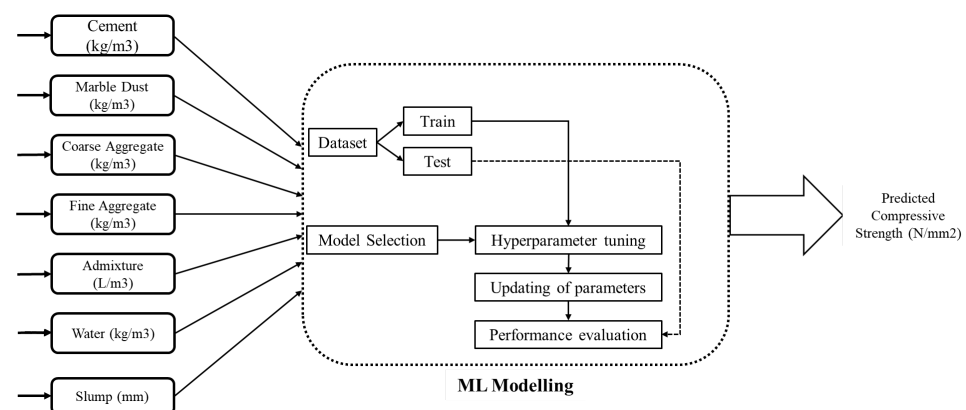 Cement
(kg/m3)
Marble Dust
(kg/m3)
Coarse Aggregate
(kg/m3)
Fine Aggregate
(kg/m3)
Admixture
(L/m3)
Water (kg/m3)
Slump (mm)
Dataset
Train
Test
Model Selection
Hyperparameter tuning
Updating of parameters
Performance evaluation
ML Modelling
Predicted
Compressive
Strength (N/mm2)